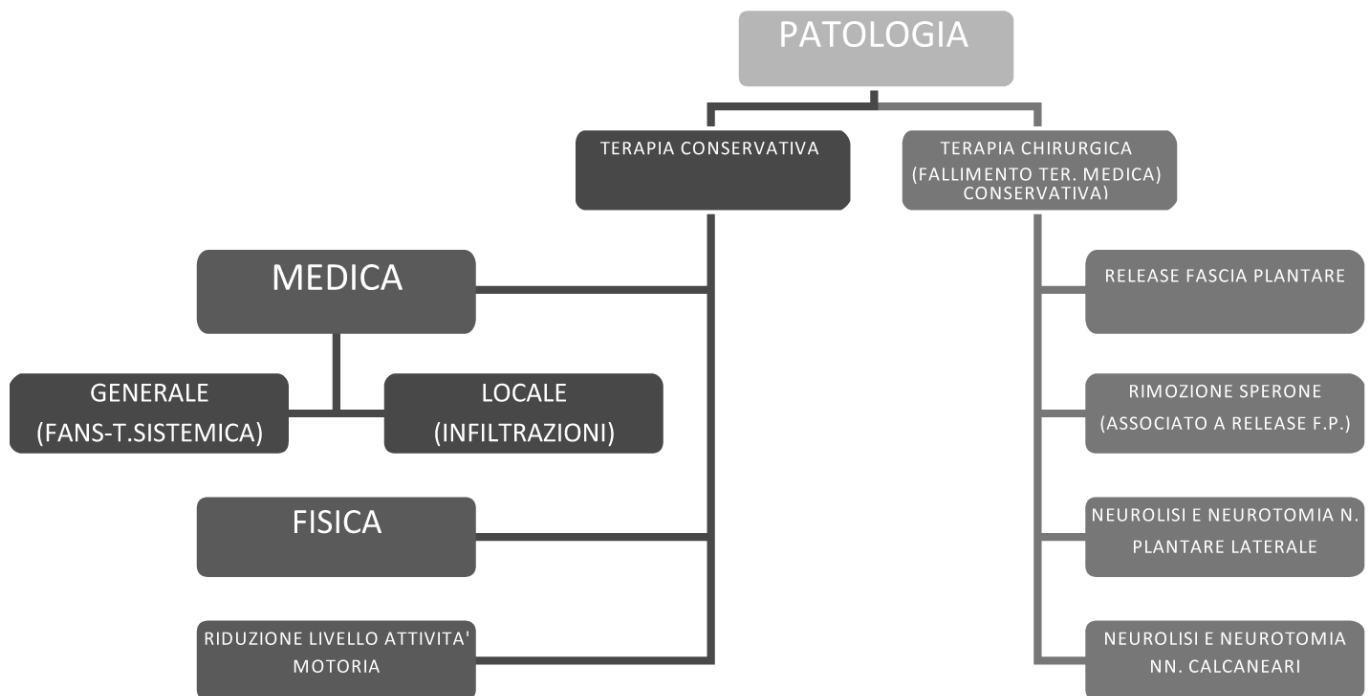 PATOLOGIA
TERAPIA CONSERVATIVA
TERAPIA CHIRURGICA
(FALLIMENTO TER. MEDICA)
CONSERVATIVA)
MEDICA
GENERALE
(FANS-T.SISTEMICA)
LOCALE
(INFILTRAZIONI)
FISICA
RIDUZIONE LIVELLO ATTIVITA'
MOTORIA
RELEASE FASCIA PLANTARE
RIMOZIONE SPERONE
(ASSOCIATO A RELEASE F.P.)
NEUROLISI E NEUROTOMIA N.
PLANTARE LATERALE
NEUROLISI E NEUROTOMIA
NN. CALCANEARI